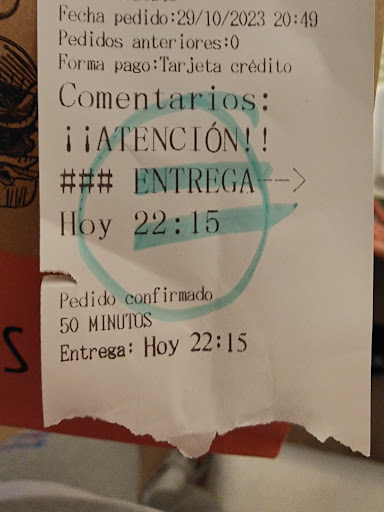 Fecha pedido:29/10/2023 20:49
Pedidos anteriores:0
Forma pago:Tarjeta crédito
Comentarios:
¡¡ATENCIÓN!!
### ENTREGA-->
Hoy 22:15
Pedido confirmado
50 MINUTOS
Entrega: Hoy 22:15
S